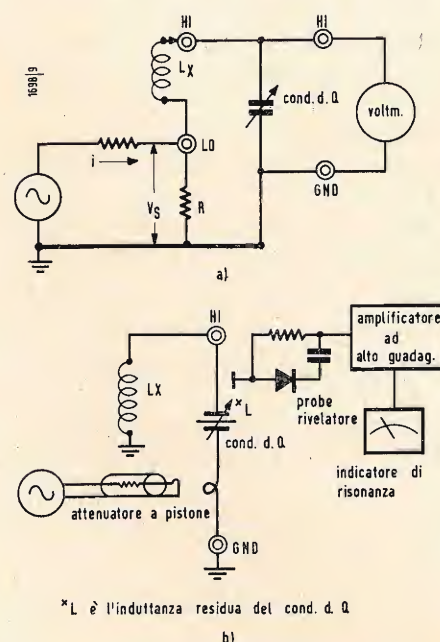 HI
HI
LX
1698|9
cond. d. Q
voltm.
LO
i
VS
R
GND
a)
HI
amplificatore
ad
alto guadag.
LX
*L
probe
rivelatore
cond. d. Q
indicatore di
risonanza
attenuatore a pistone
GND
*L è l'induttanza residua del cond. d. Q
b)